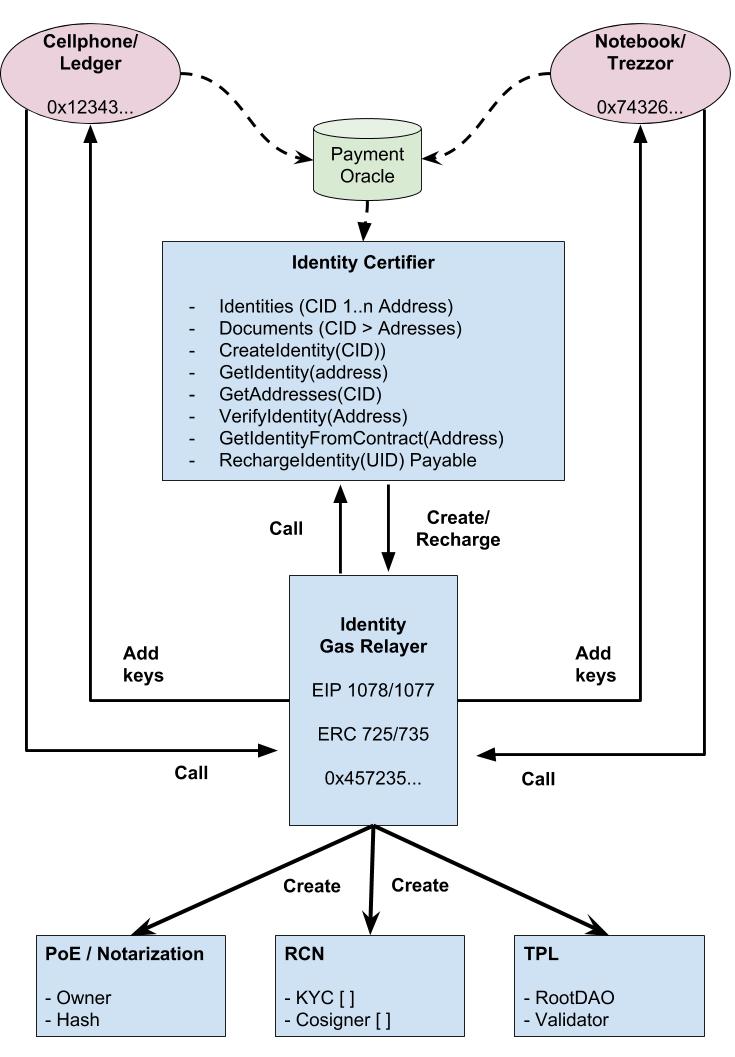 Cellphone/
Ledger
0x12343...
Notebook/
Trezzor
0x74326...
Payment
Oracle
Identity Certifier
- Identities (CID 1..n Address)
- Documents (CID > Adresses)
- CreateIdentity(CID))
- GetIdentity(address)
- GetAddresses(CID)
- VerifyIdentity(Address)
- GetIdentityFromContract(Address)
- RechargeIdentity(UID) Payable
Call
Create/
Recharge
Identity
Gas Relayer
EIP 1078/1077
ERC 725/735
0x457235...
Add
keys
Add
keys
Call
Call
Create
Create
PoE / Notarization
- Owner
- Hash
RCN
- KYC [ ]
- Cosigner [ ]
TPL
- RootDAO
- Validator